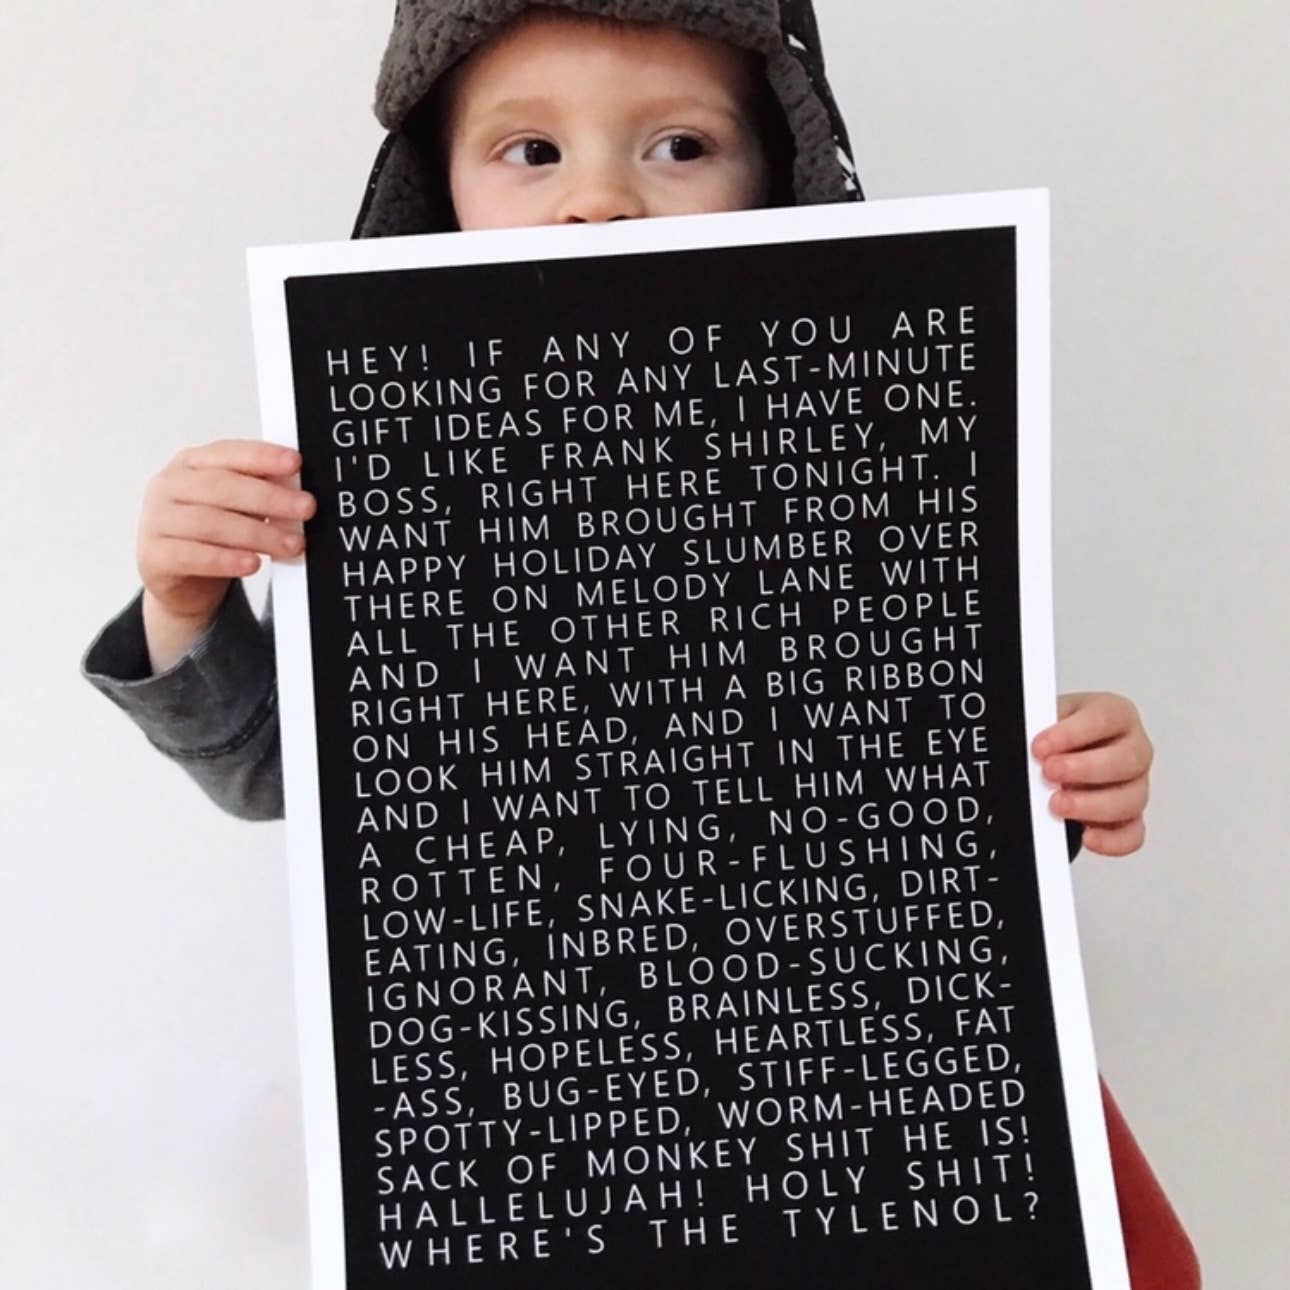 HEY! IF ANY OF YOU ARE
LOOKING FOR ANY LAST-MINUTE
GIFT IDEAS FOR ME, I HAVE ONE.
I'D LIKE FRANK SHIRLEY, MY
BOSS, RIGHT HERE TONIGHT. I
WANT HIM BROUGHT FROM HIS
HAPPY HOLIDAY SLUMBER OVER
THERE ON MELODY LANE WITH
ALL THE OTHER RICH PEOPLE
AND I WANT HIM BROUGHT
RIGHT HERE, WITH A BIG RIBBON
ON HIS HEAD, AND I WANT TO
LOOK HIM STRAIGHT IN THE EYE
AND I WANT TO TELL HIM WHAT
A CHEAP, LYING, NO-GOOD,
ROTTEN, FOUR-FLUSHING,
LOW-LIFE, SNAKE-LICKING, DIRT-
EATING, INBRED, OVERSTUFFED,
IGNORANT, BLOOD-SUCKING,
DOG-KISSING, BRAINLESS, DICK-
LESS, HOPELESS, HEARTLESS, FAT
-ASS, BUG-EYED, STIFF-LEGGED,
SPOTTY-LIPPED, WORM-HEADED
SACK OF MONKEY SHIT HE IS!
HALLELUJAH! HOLY SHIT!
WHERE'S THE TYLENOL?